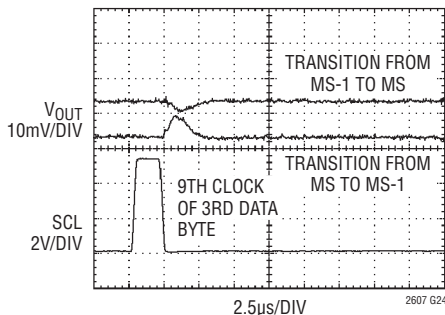 TRANSITION FROM
MS-1 TO MS
VOUT
10mV/DIV
TRANSITION FROM
MS TO MS-1
9TH CLOCK
OF 3RD DATA
BYTE
SCL
2V/DIV
2.5µs/DIV
2607 G24